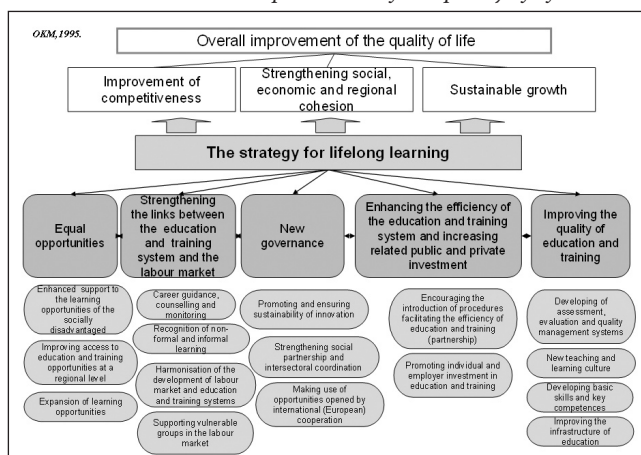 OKM,1995.
Overall improvement of the quality of life
Improvement of
competitiveness
Strengthening social,
economic and regional
cohesion
Sustainable growth
The strategy for lifelong learning
Equal
opportunities
Strengthening
the links between
the education
and training
system and the
labour market
New
governance
Enhancing the efficiency of
the education and training
system and increasing
related public and private
investment
Improving the
quality of
education and
training
Enhanced support to
the learning
opportunities of the
socially
disadvantaged
Improving access to
education and training
opportunities at a
regional level
Expansion of learning
opportunities
Career guidance,
counselling and
monitoring
Recognition of non-
formal and informal
learning
Harmonisation of the
development of labour
market and education
and training systems
Supporting vulnerable
groups in the labour
market
Promoting and ensuring
sustainability of innovation
Strengthening social
partnership and
intersectoral coordination
Making use of
opportunities opened by
international (European)
cooperation
Encouraging the
introduction of procedures
facilitating the efficiency of
education and training
(partnership)
Promoting individual and
employer investment in
education and training
Developing of
assessment,
evaluation and quality
management systems
New teaching and
learning culture
Developing basic
skills and key
competences
Improving the
infrastructure of
education